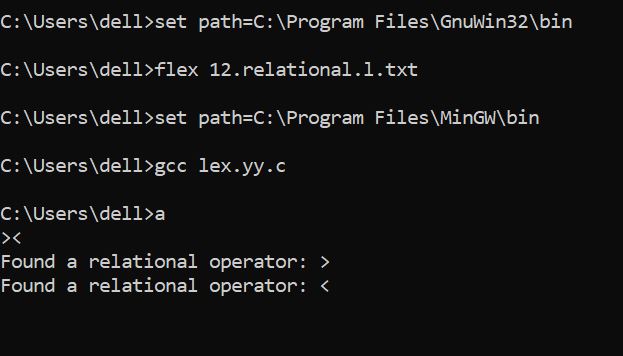 C:\Users\dell>set path=C:\Program Files\GnuWin32\bin
C:\Users\dell>flex 12.relational.l.txt
C:\Users\dell>set path=C:\Program Files\MinGW\bin
C:\Users\dell>gcc lex.yy.c
C:\Users\dell>a
><
Found a relational operator: >
Found a relational operator: <